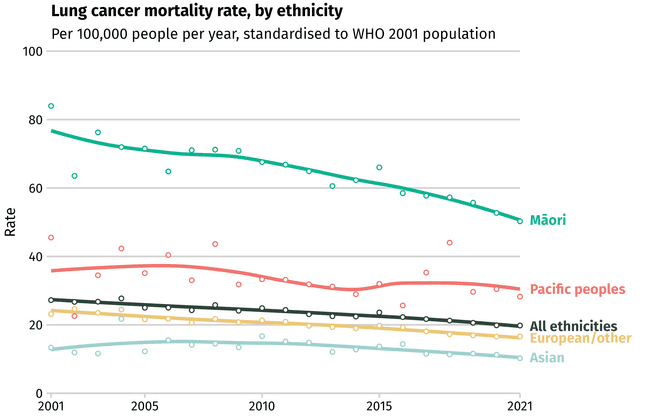 Lung cancer mortality rate, by ethnicity
Per 100,000 people per year, standardised to WHO 2001 population
Rate
100
80
60
40
20
0
Māori
Pacific peoples
All ethnicities
European/other
Asian
2001
2005
2010
2015
2021